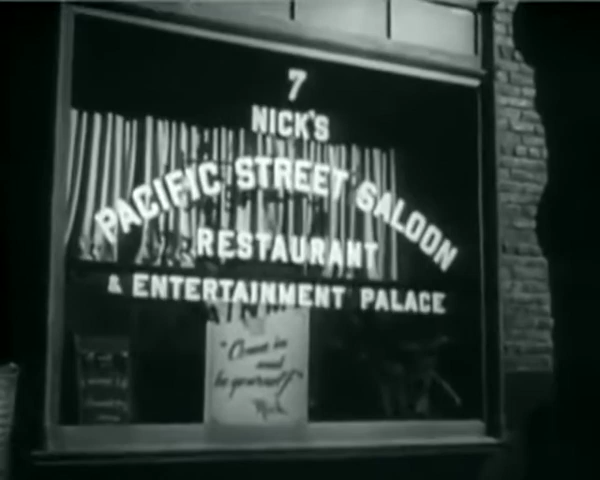 7
NICK'S
PACIFIC STREET SALOON
RESTAURANT
& ENTERTAINMENT PALACE
"Come in
and
be yourself"
Nick